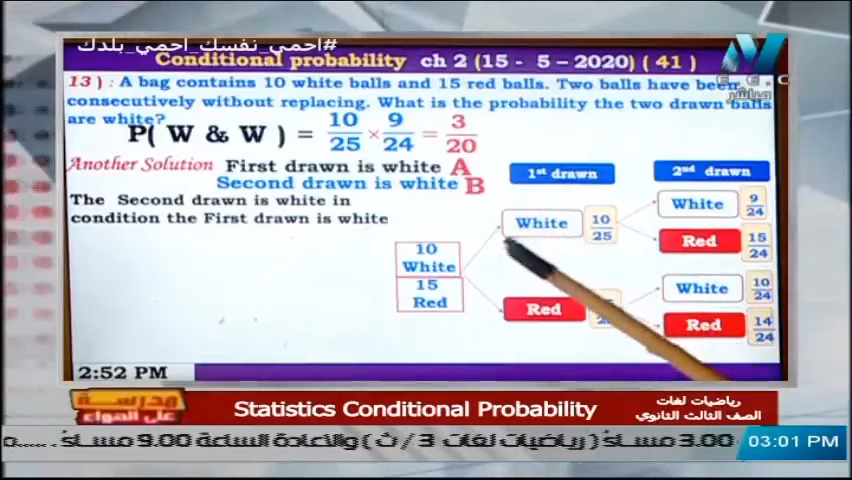 #احمي_نفسك_احمي_بلدك
Conditional probability ch 2 (15 - 5 - 2020) ( 41 )
13 ) : A bag contains 10 white balls and 15 red balls. Two balls have been
consecutively without replacing. What is the probability the two drawn balls
are white?
P( W & W ) = 10/25 × 9/24 = 3/20
Another Solution First drawn is white A
Second drawn is white B
The Second drawn is white in
condition the First drawn is white
1st drawn
2nd drawn
10
White
15
Red
White 10/25
Red
White 9/24
Red 15/24
White 10/24
Red 14/24
E E C
مباشر
2:52 PM
مدرسة
على الهواء
Statistics Conditional Probability
رياضيات لغات
الصف الثالث الثانوي
3.00 مساءً ( رياضيات لغات 3 / ث ) والاعادة الساعة 9.00 مساءً
03:01 PM